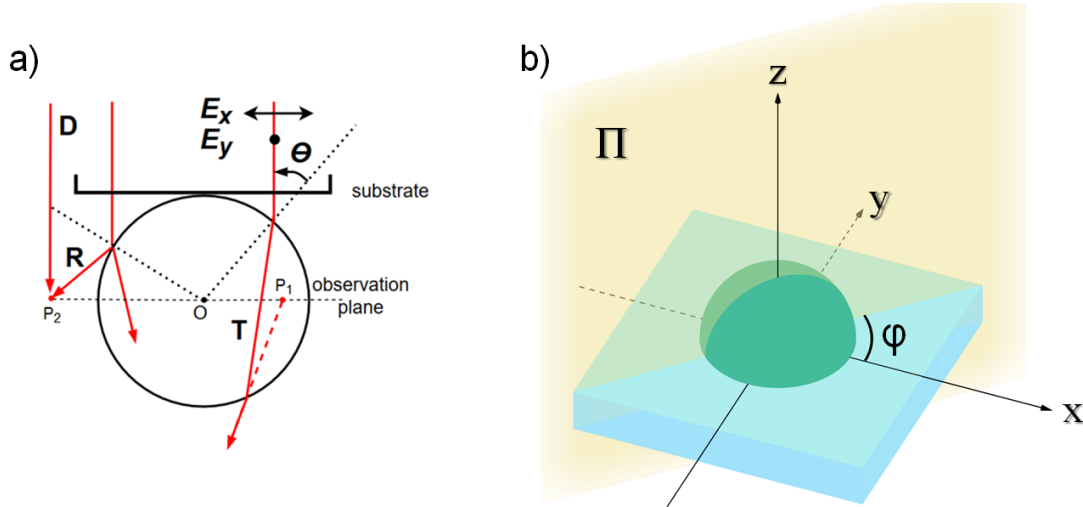 a)
D
Ex
Ey
Θ
substrate
R
P2
O
P1
observation
plane
T
b)
z
Π
y
φ
x